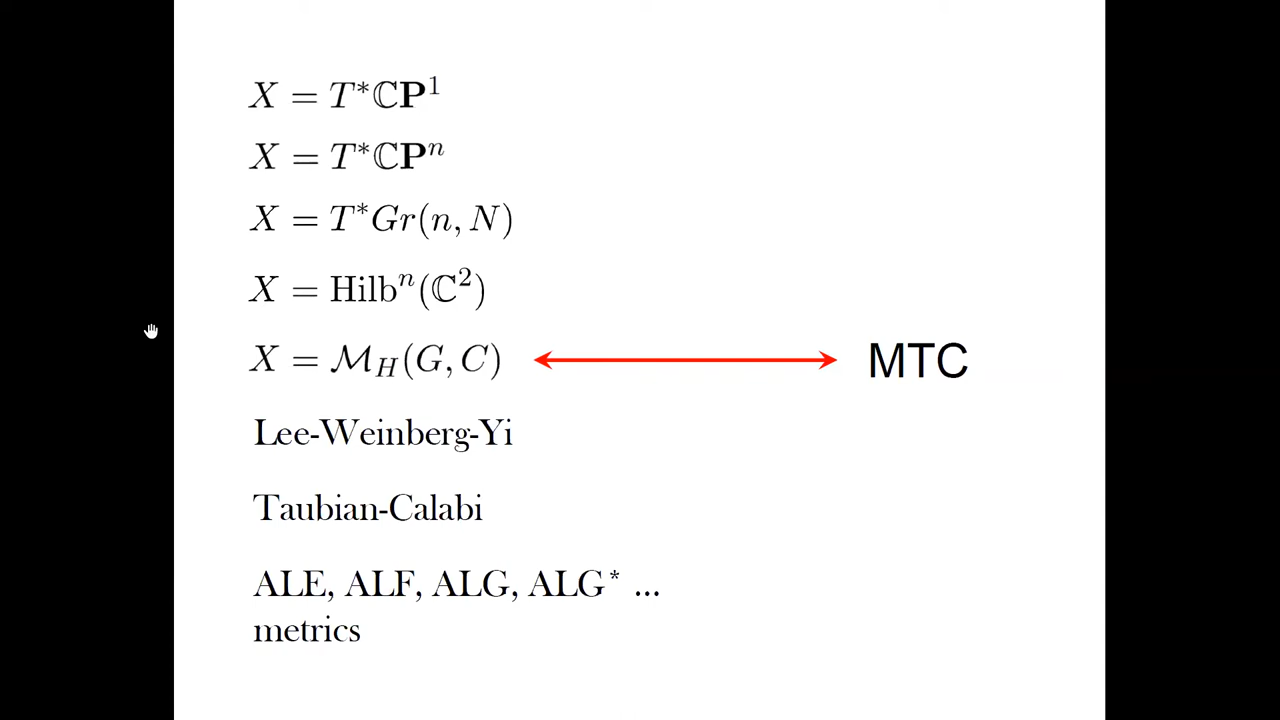 X = T*ℂP¹
X = T*ℂPⁿ
X = T*Gr(n, N)
X = Hilbⁿ(ℂ²)
X = ℳ_H(G, C) ⟷ MTC
Lee-Weinberg-Yi
Taubian-Calabi
ALE, ALF, ALG, ALG* ...
metrics